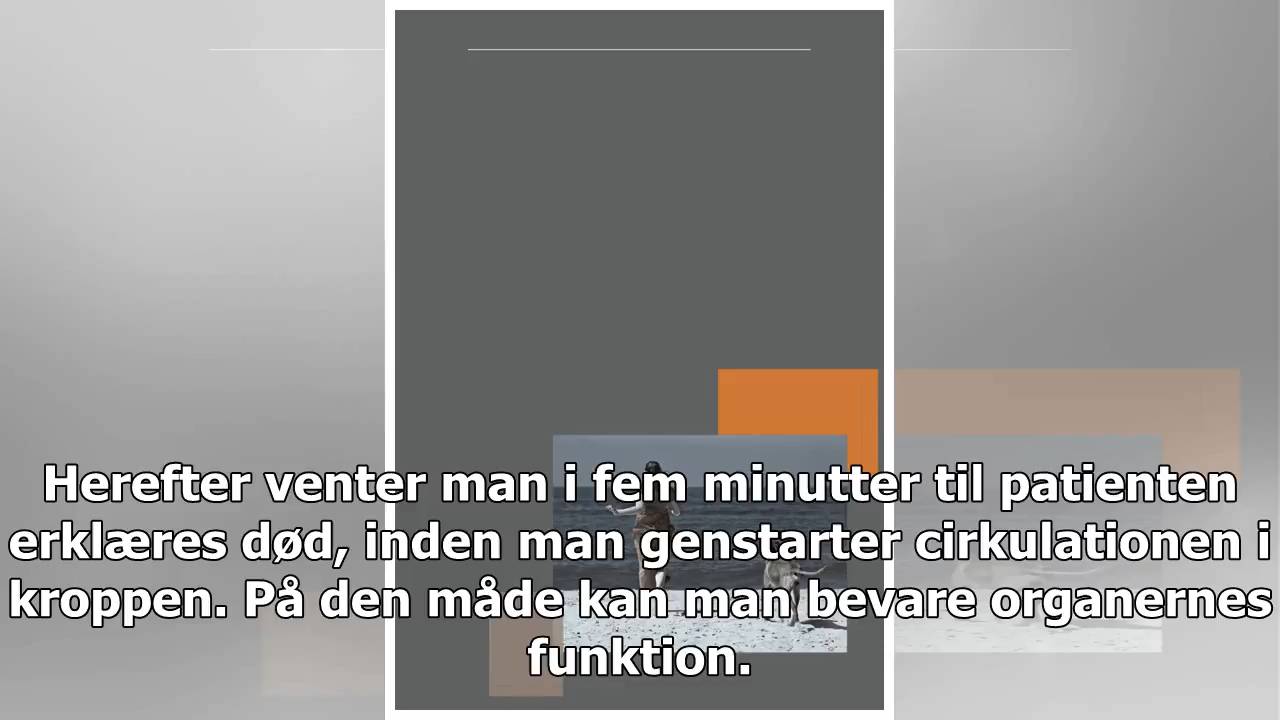 Herefter venter man i fem minutter til patienten
erklæres død, inden man genstarter cirkulationen i
kroppen. På den måde kan man bevare organernes
funktion.